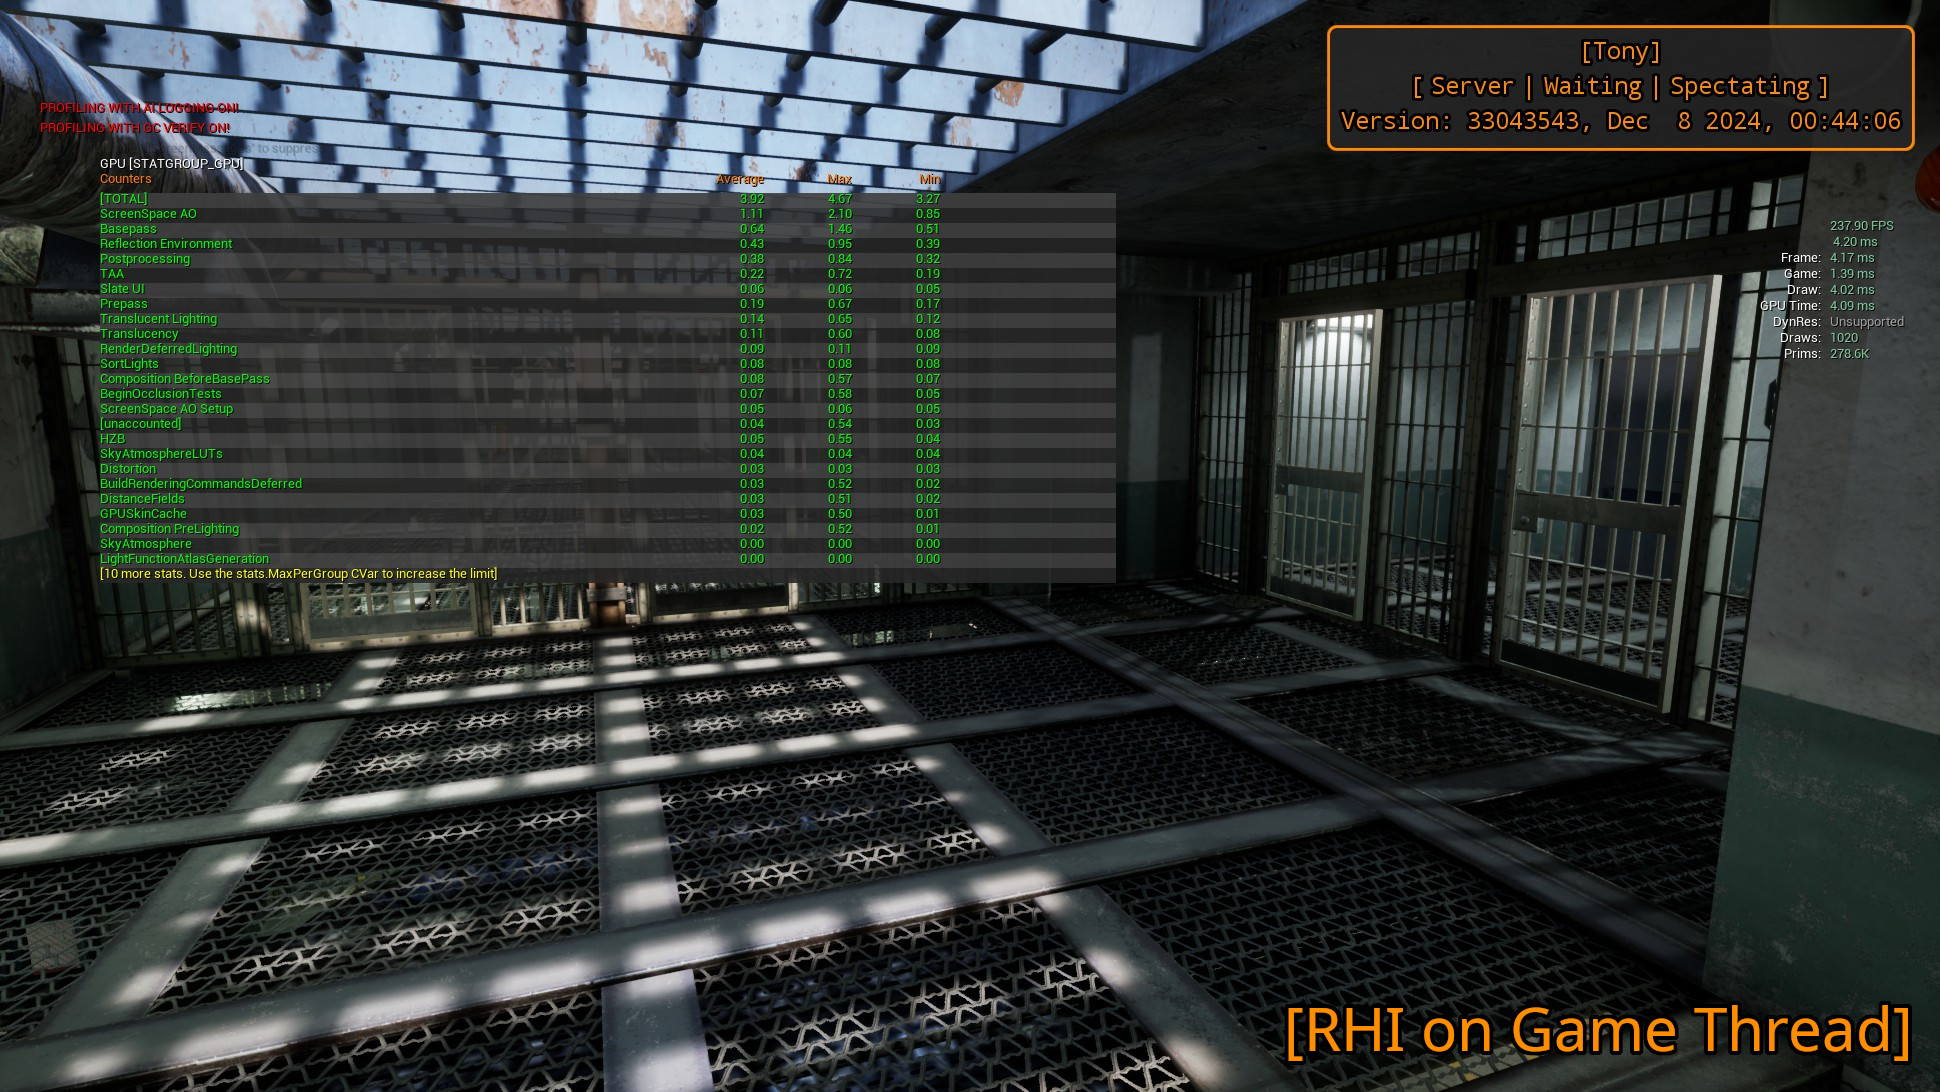 [Tony]
[ Server | Waiting | Spectating ]
Version: 33043543, Dec  8 2024, 00:44:06
PROFILING WITH AI LOGGING ON!
PROFILING WITH GC VERIFY ON!
to suppress
GPU [STATGROUP_GPU]
Counters Average Max Min
[TOTAL] 3.92 4.67 3.27
ScreenSpace AO 1.11 2.10 0.85
Basepass 0.64 1.46 0.51
Reflection Environment 0.43 0.95 0.39
Postprocessing 0.38 0.84 0.32
TAA 0.22 0.72 0.19
Slate UI 0.06 0.06 0.05
Prepass 0.19 0.67 0.17
Translucent Lighting 0.14 0.65 0.12
Translucency 0.11 0.60 0.08
RenderDeferredLighting 0.09 0.11 0.09
SortLights 0.08 0.08 0.08
Composition BeforeBasePass 0.08 0.57 0.07
BeginOcclusionTests 0.07 0.58 0.05
ScreenSpace AO Setup 0.05 0.06 0.05
[unaccounted] 0.04 0.54 0.03
HZB 0.05 0.55 0.04
SkyAtmosphereLUTs 0.04 0.04 0.04
Distortion 0.03 0.03 0.03
BuildRenderingCommandsDeferred 0.03 0.52 0.02
DistanceFields 0.03 0.51 0.02
GPUSkinCache 0.03 0.50 0.01
Composition PreLighting 0.02 0.52 0.01
SkyAtmosphere 0.00 0.00 0.00
LightFunctionAtlasGeneration 0.00 0.00 0.00
[10 more stats. Use the stats.MaxPerGroup CVar to increase the limit]
237.90 FPS
4.20 ms
Frame: 4.17 ms
Game: 1.39 ms
Draw: 4.02 ms
GPU Time: 4.09 ms
DynRes: Unsupported
Draws: 1020
Prims: 278.6K
[RHI on Game Thread]